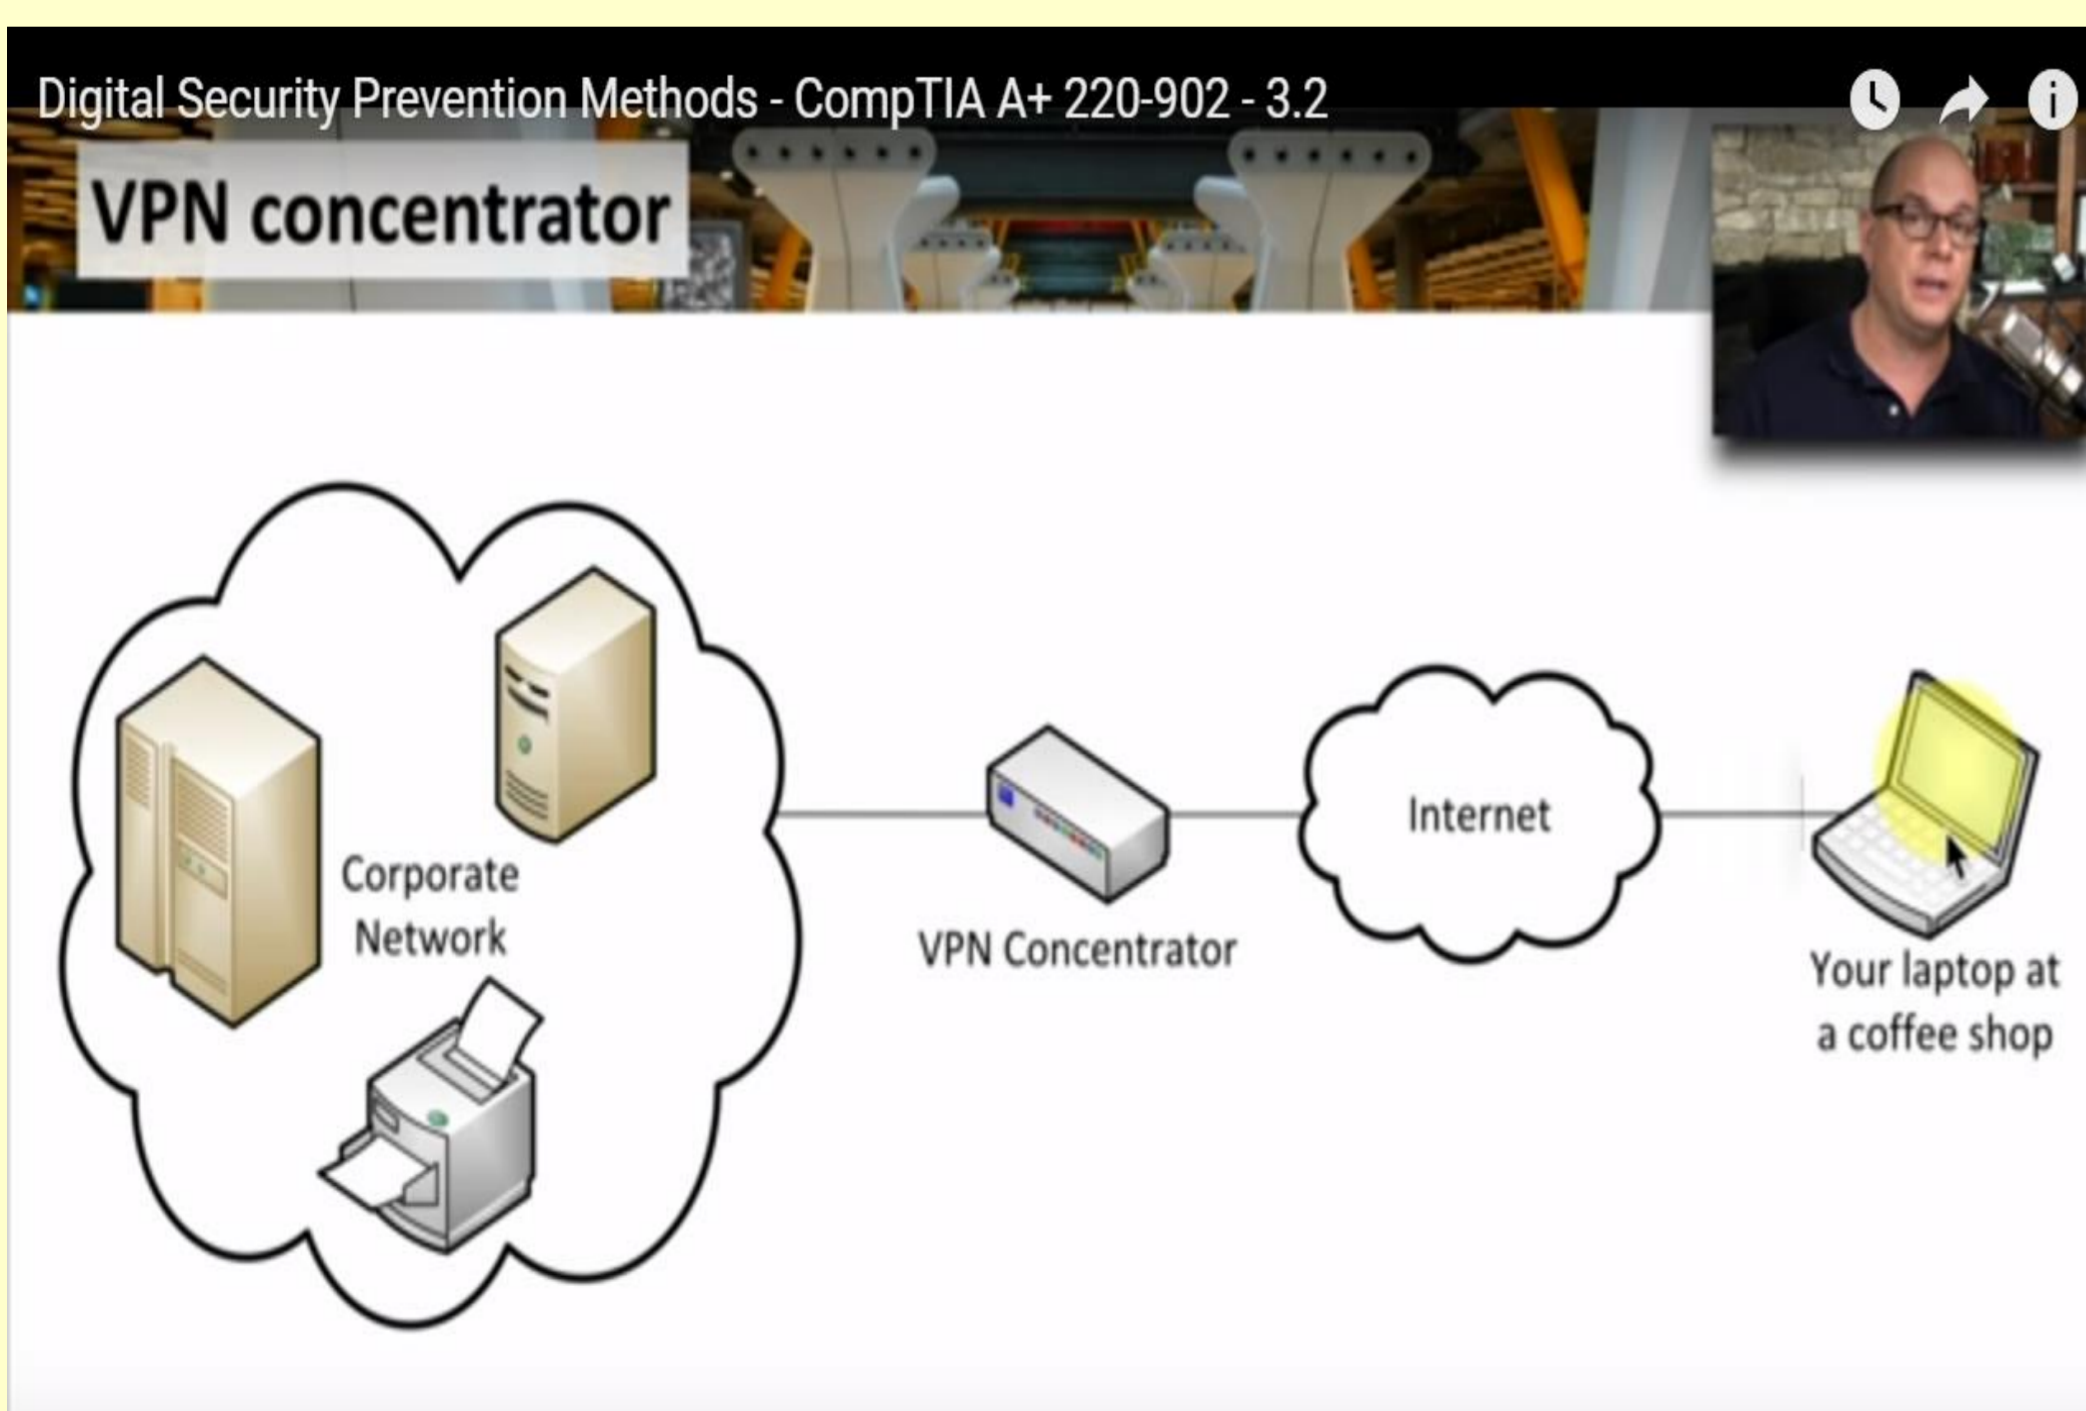 Digital Security Prevention Methods - CompTIA A+ 220-902 - 3.2
VPN concentrator
Corporate
Network
VPN Concentrator
Internet
Your laptop at
a coffee shop